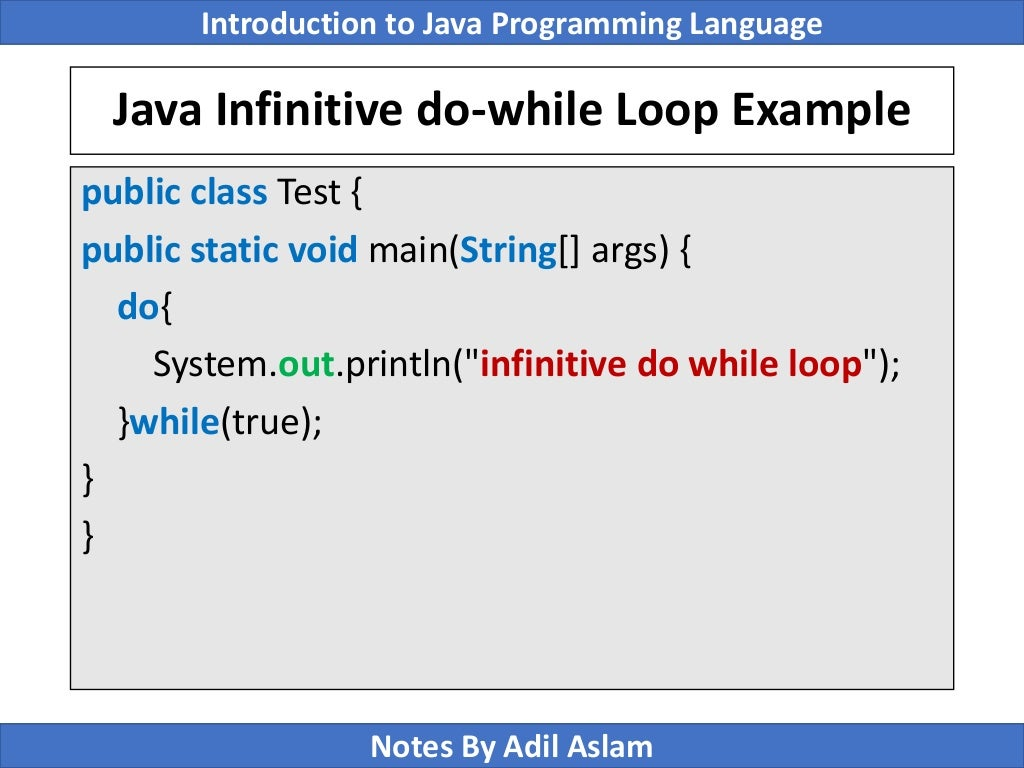 Introduction to Java Programming Language
Java Infinitive do-while Loop Example
public class Test {
public static void main(String[] args) {
do{
System.out.println("infinitive do while loop");
}while(true);
}
}
Notes By Adil Aslam